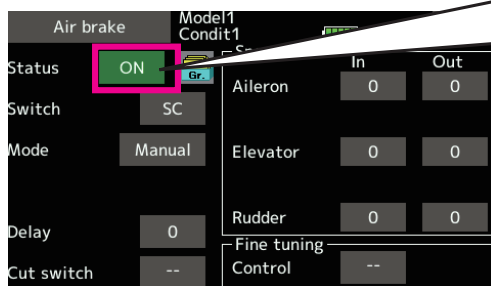 Air brake
Model1
Condit1
Status ON Gr.
In Out
Aileron 0 0
Switch SC
Mode Manual
Elevator 0 0
Rudder 0 0
Delay 0
Fine tuning
Cut switch --
Control --